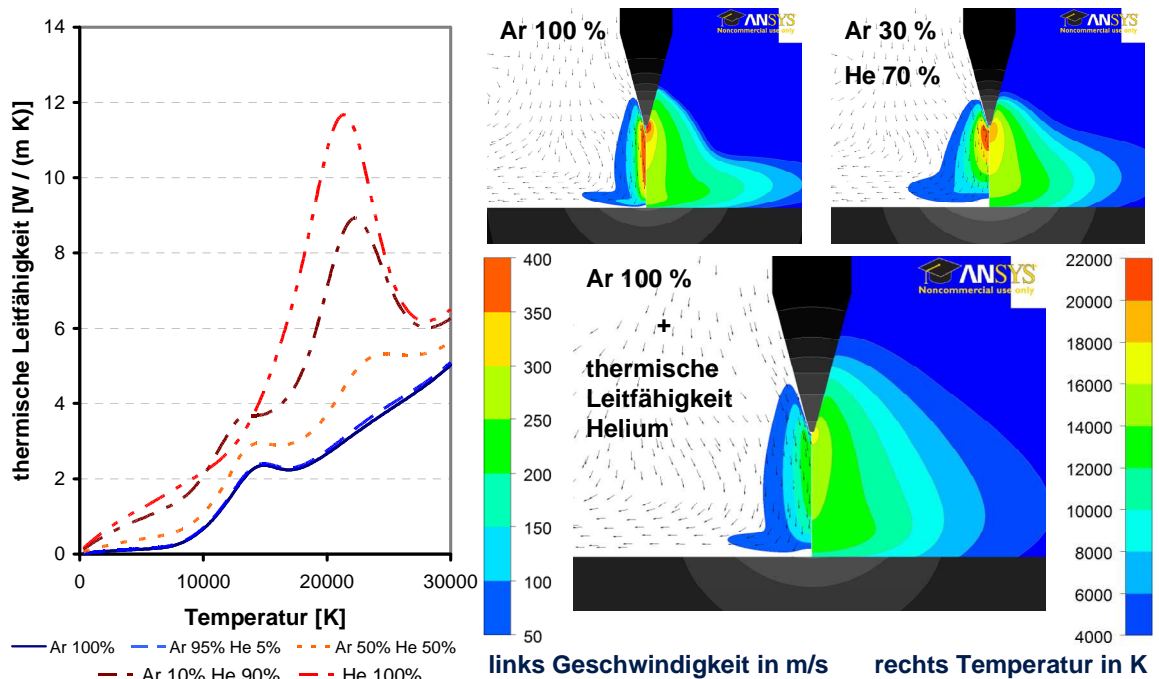 14
12
10
8
6
4
2
0
thermische Leitfähigkeit [W / (m K)]
0 10000 20000 30000
Temperatur [K]
Ar 100% Ar 95% He 5% Ar 50% He 50%
Ar 10% He 90% He 100%
Ar 100 %
ANSYS
Noncommercial use only
Ar 30 %
He 70 %
ANSYS
Noncommercial use only
400
350
300
250
200
150
100
50
Ar 100 %
+
thermische
Leitfähigkeit
Helium
ANSYS
Noncommercial use only
22000
20000
18000
16000
14000
12000
10000
8000
6000
4000
links Geschwindigkeit in m/s rechts Temperatur in K